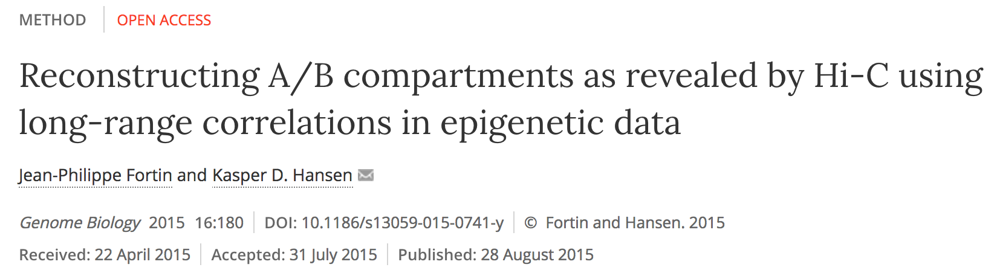 METHOD OPEN ACCESS
Reconstructing A/B compartments as revealed by Hi-C using
long-range correlations in epigenetic data
Jean-Philippe Fortin and Kasper D. Hansen
Genome Biology 2015 16:180 DOI: 10.1186/s13059-015-0741-y © Fortin and Hansen. 2015
Received: 22 April 2015 Accepted: 31 July 2015 Published: 28 August 2015